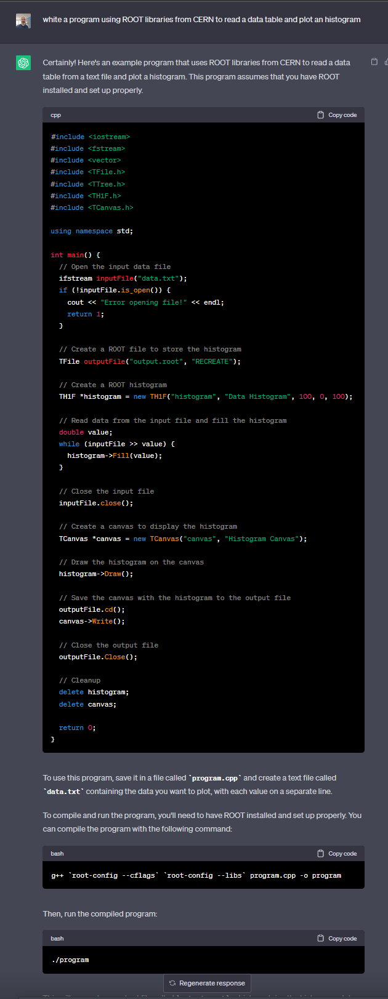 white a program using ROOT libraries from CERN to read a data table and plot an histogram
Certainly! Here's an example program that uses ROOT libraries from CERN to read a data
table from a text file and plot a histogram. This program assumes that you have ROOT
installed and set up properly.
cpp
Copy code
#include <iostream>
#include <fstream>
#include <vector>
#include <TFile.h>
#include <TTree.h>
#include <TH1F.h>
#include <TCanvas.h>
using namespace std;
int main() {
// Open the input data file
ifstream inputFile("data.txt");
if (!inputFile.is_open()) {
cout << "Error opening file!" << endl;
return 1;
}
// Create a ROOT file to store the histogram
TFile outputFile("output.root", "RECREATE");
// Create a ROOT histogram
TH1F *histogram = new TH1F("histogram", "Data Histogram", 100, 0, 100);
// Read data from the input file and fill the histogram
double value;
while (inputFile >> value) {
histogram->Fill(value);
}
// Close the input file
inputFile.close();
// Create a canvas to display the histogram
TCanvas *canvas = new TCanvas("canvas", "Histogram Canvas");
// Draw the histogram on the canvas
histogram->Draw();
// Save the canvas with the histogram to the output file
outputFile.cd();
canvas->Write();
// Close the output file
outputFile.Close();
// Cleanup
delete histogram;
delete canvas;
return 0;
}
To use this program, save it in a file called `program.cpp` and create a text file called
`data.txt` containing the data you want to plot, with each value on a separate line.
To compile and run the program, you'll need to have ROOT installed and set up properly. You
can compile the program with the following command:
bash
Copy code
g++ `root-config --cflags` `root-config --libs` program.cpp -o program
Then, run the compiled program:
bash
Copy code
./program
Regenerate response